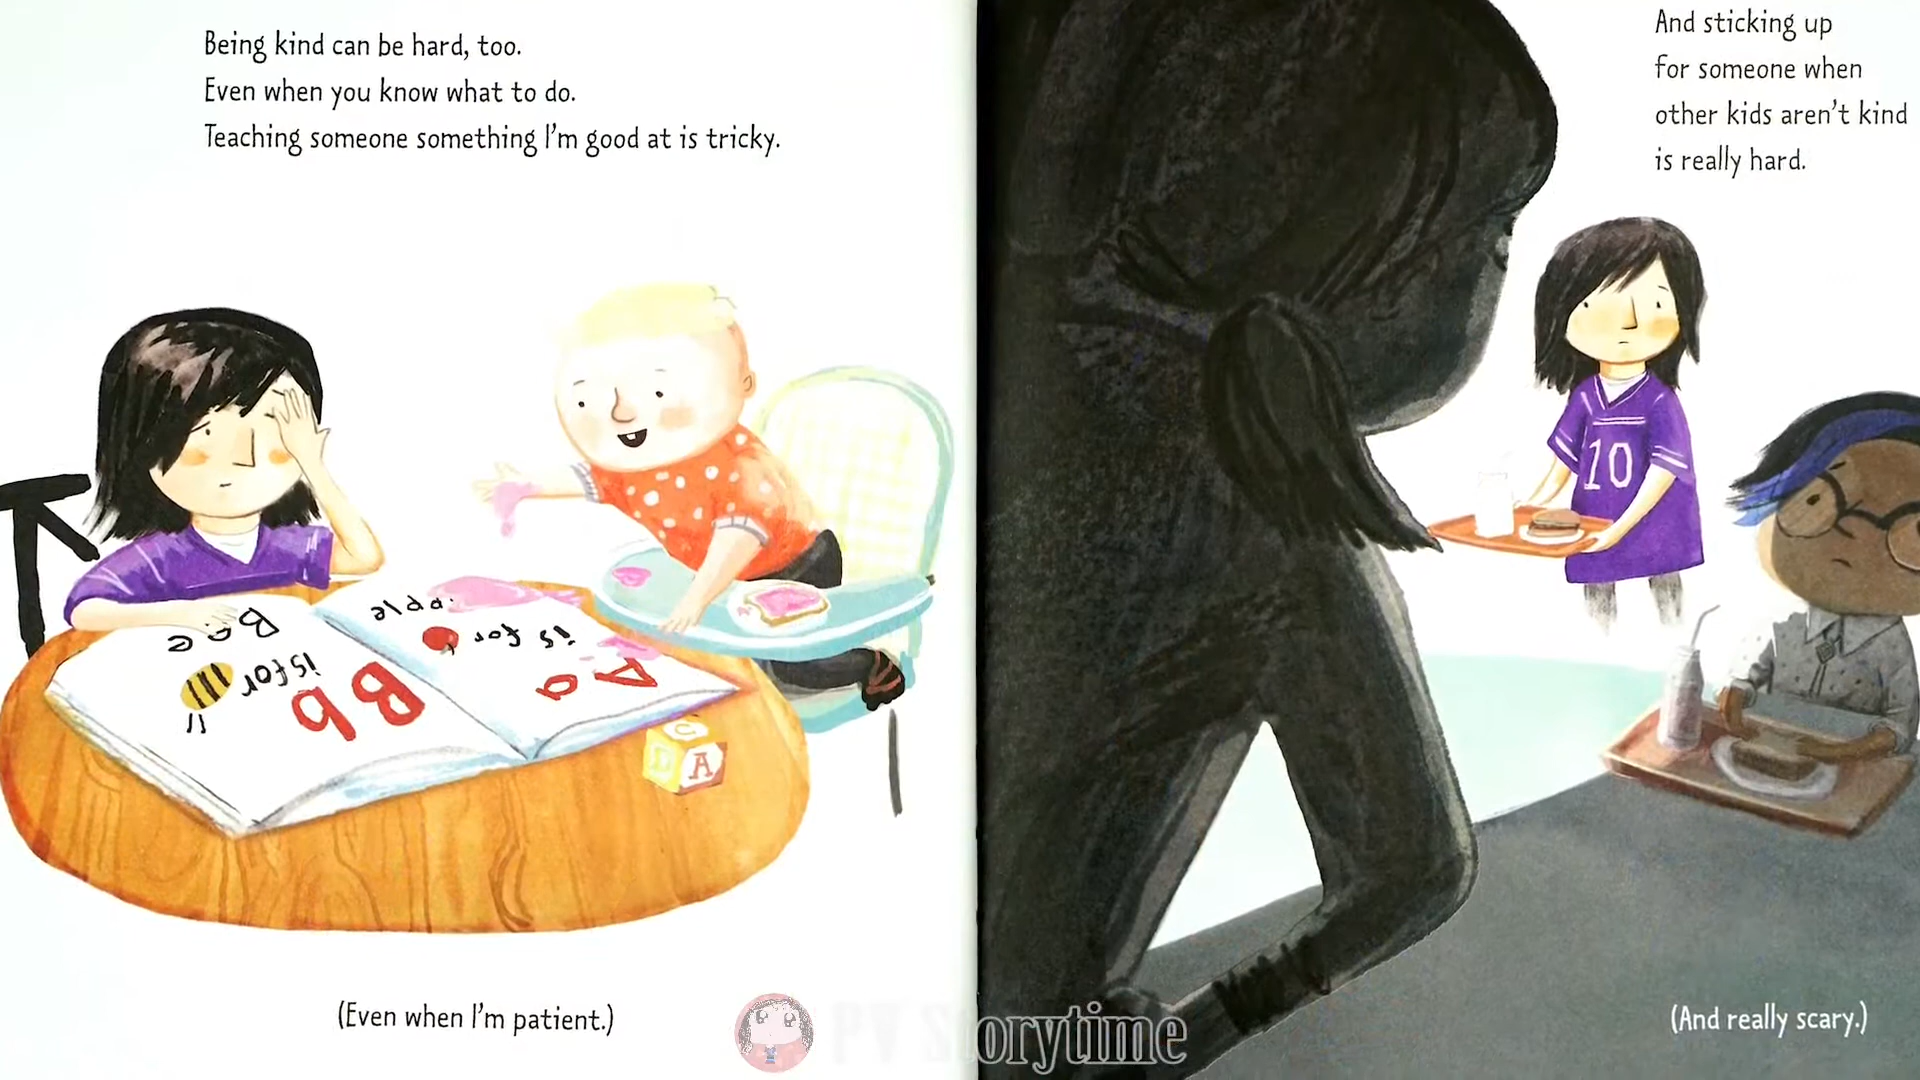 Being kind can be hard, too.
Even when you know what to do.
Teaching someone something I'm good at is tricky.
Bee
is for
Bb
apple.
is for
Aa
C
D
A
(Even when I'm patient.)
And sticking up
for someone when
other kids aren't kind
is really hard.
10
(And really scary.)
PV Storytime